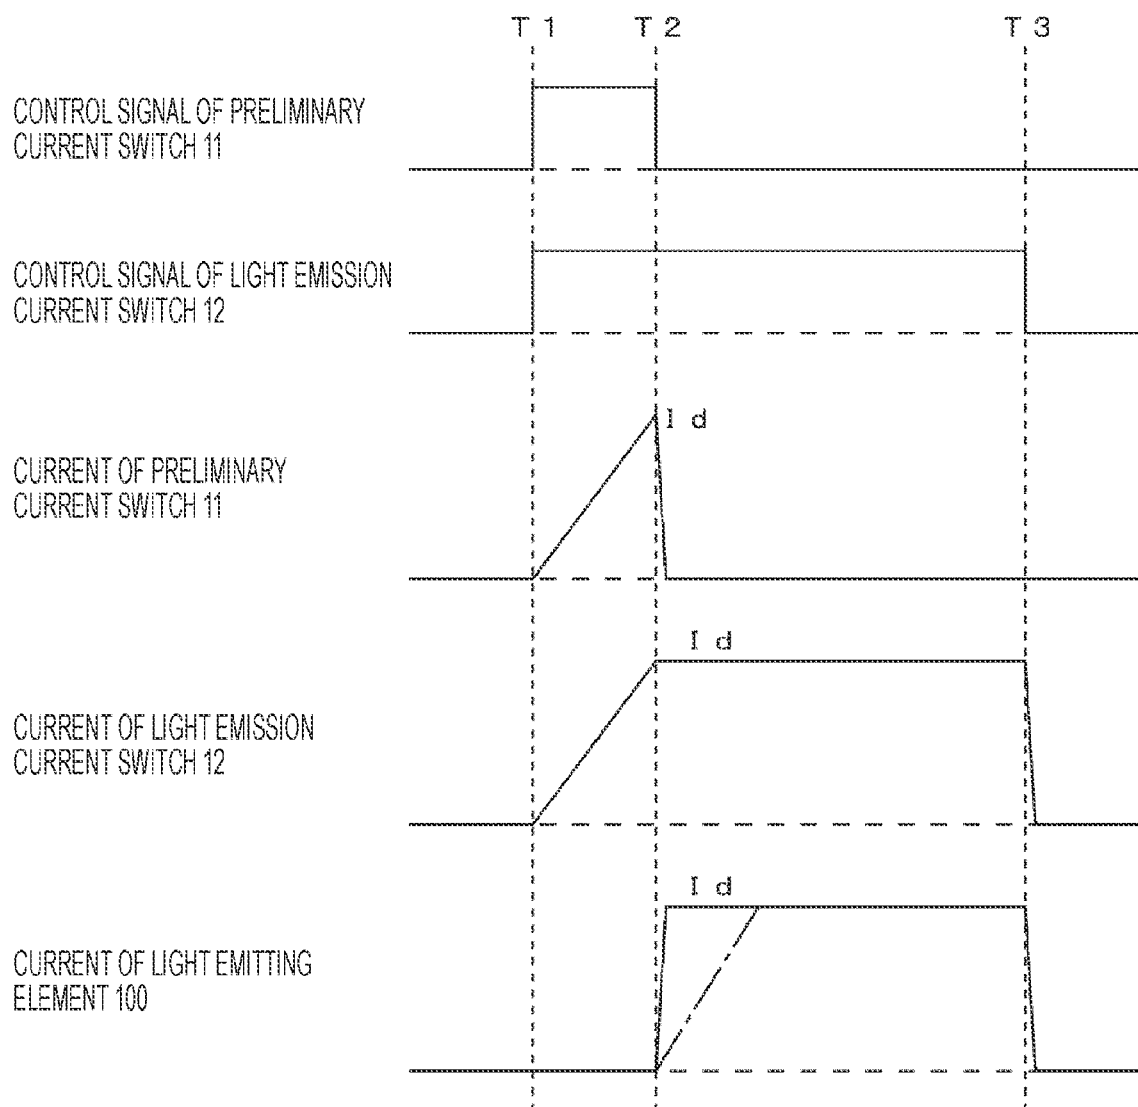 T 1
T 2
T 3
CONTROL SIGNAL OF PRELIMINARY
CURRENT SWITCH 11
CONTROL SIGNAL OF LIGHT EMISSION
CURRENT SWITCH 12
I d
CURRENT OF PRELIMINARY
CURRENT SWITCH 11
I d
CURRENT OF LIGHT EMISSION
CURRENT SWITCH 12
I d
CURRENT OF LIGHT EMITTING
ELEMENT 100